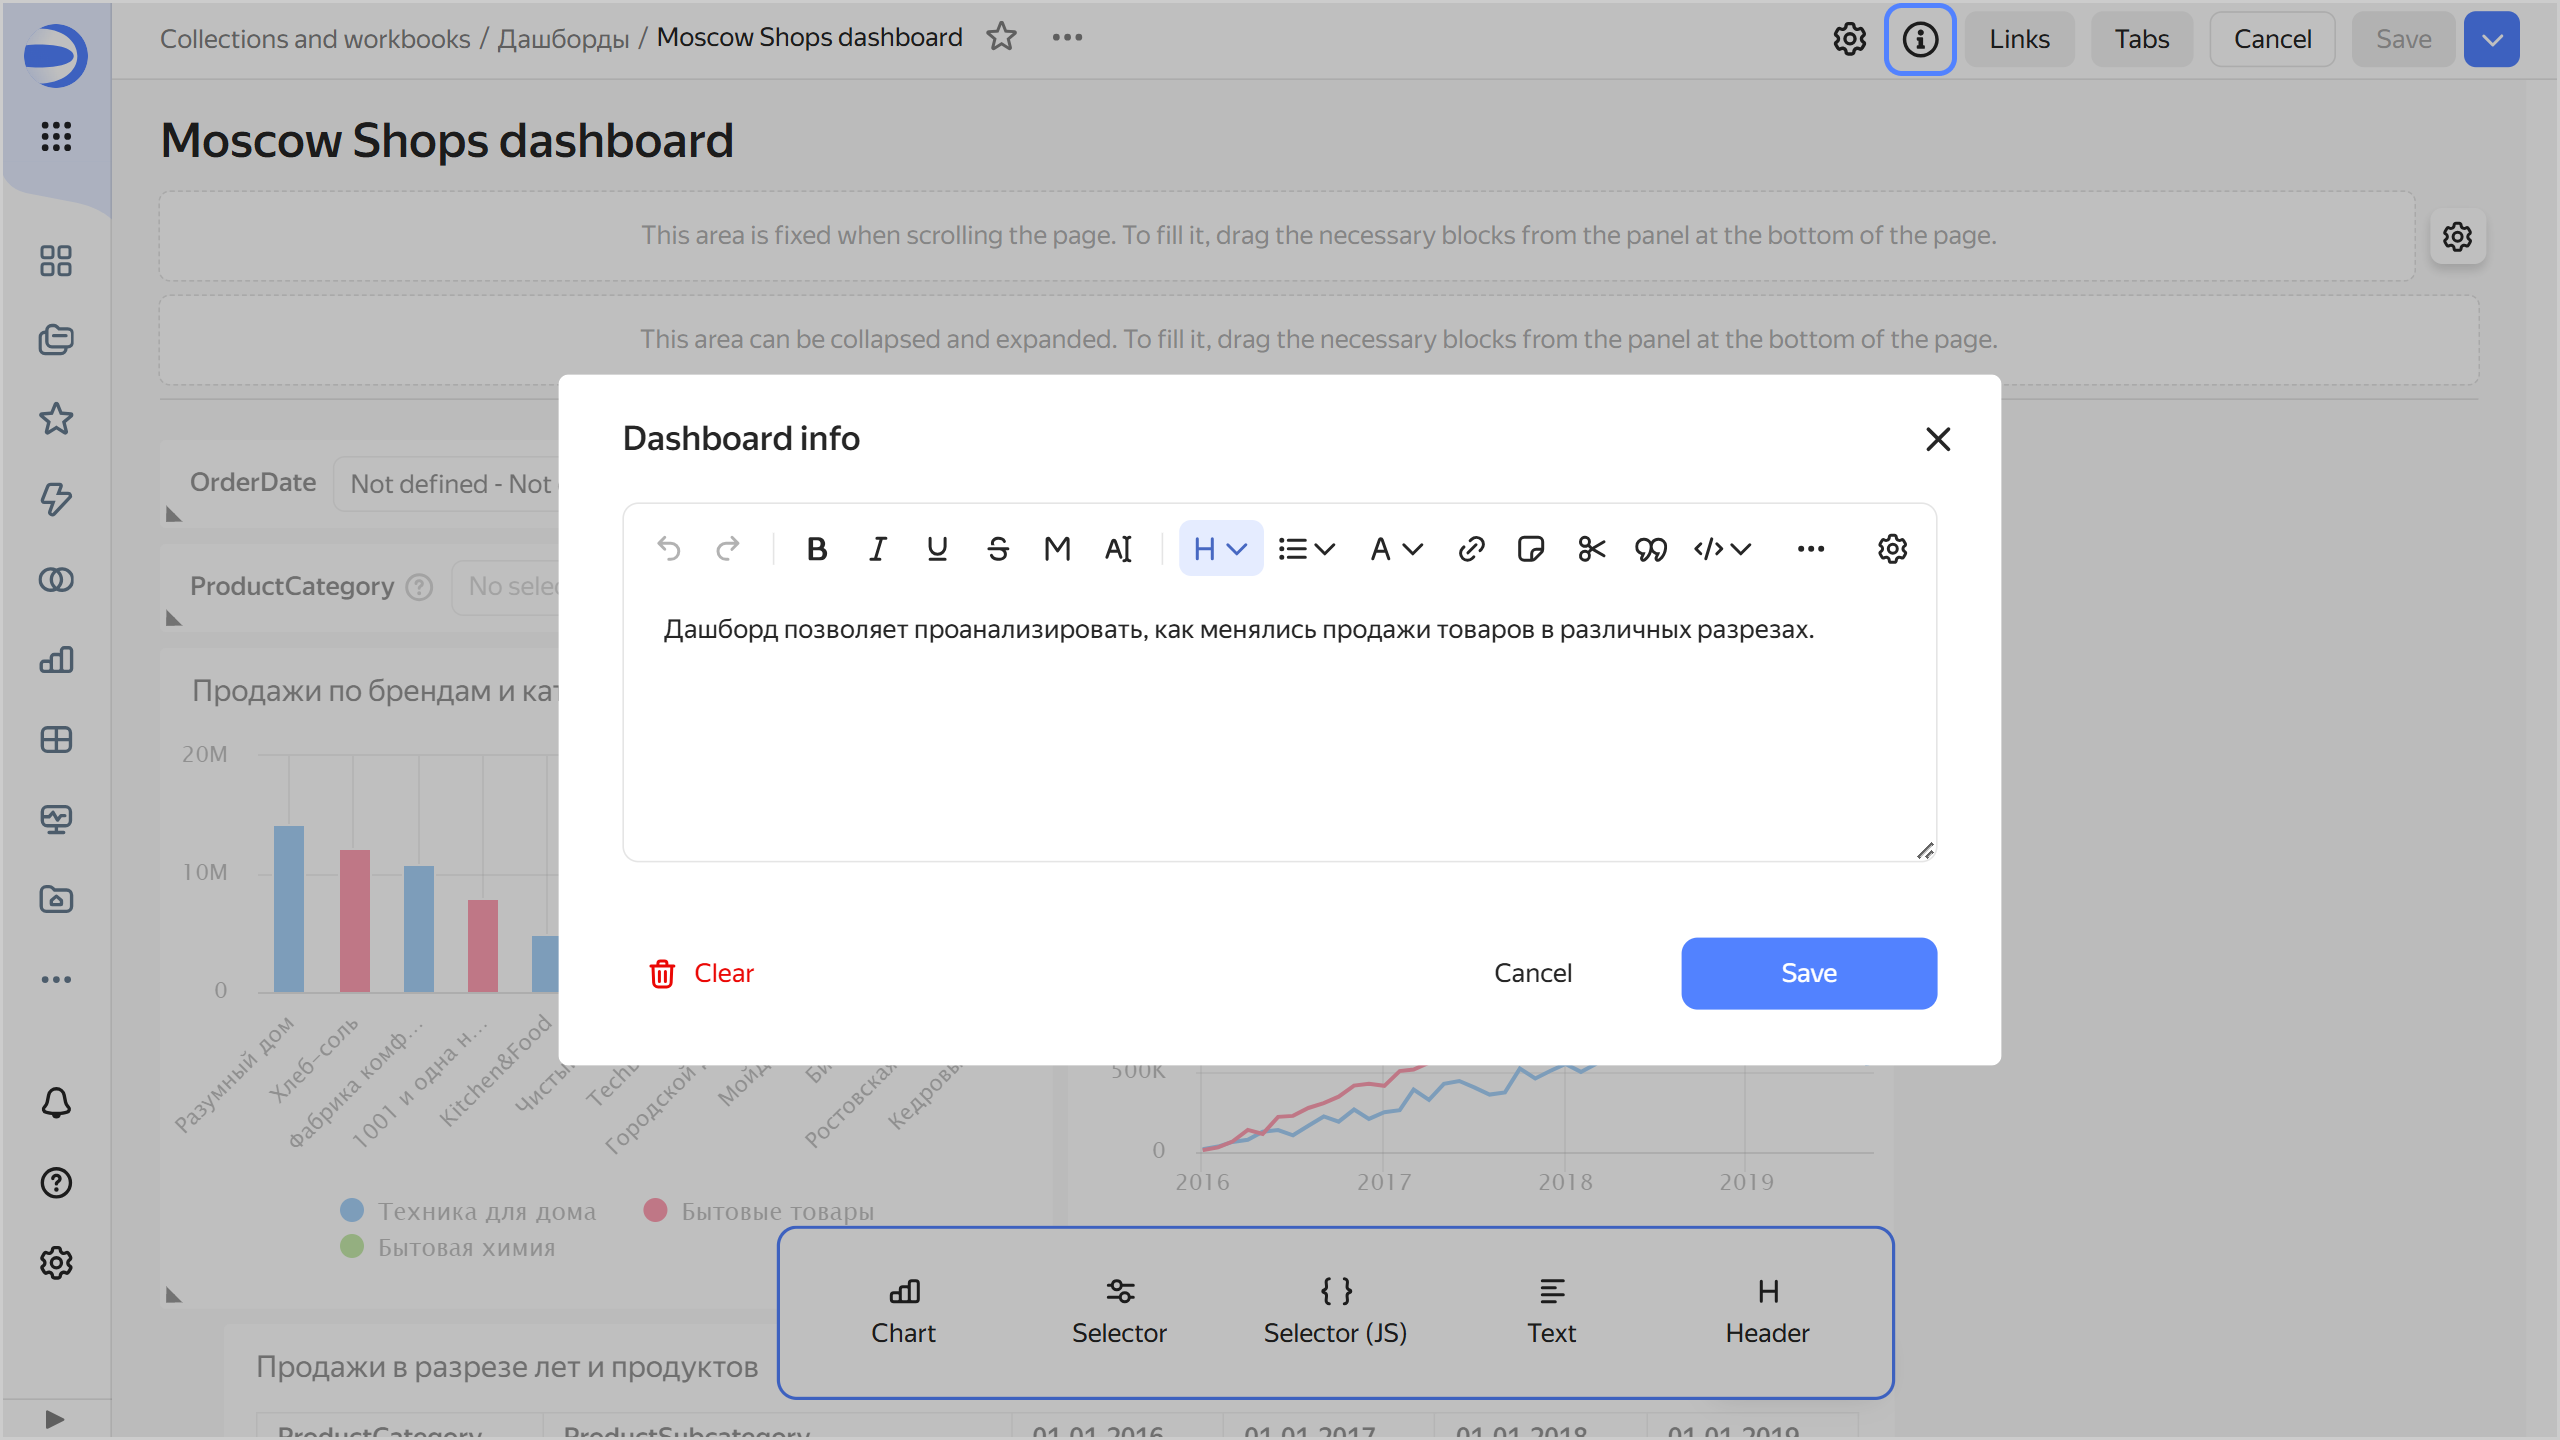 Collections and workbooks / Дашборды / Moscow Shops dashboard
Links
Tabs
Cancel
Save
Moscow Shops dashboard
This area is fixed when scrolling the page. To fill it, drag the necessary blocks from the panel at the bottom of the page.
This area can be collapsed and expanded. To fill it, drag the necessary blocks from the panel at the bottom of the page.
OrderDate
Not defined - Not
ProductCategory
No selec
Dashboard info
Дашборд позволяет проанализировать, как менялись продажи товаров в различных разрезах.
Clear
Cancel
Save
Продажи по брендам и кат
20M
10M
0
Разумный дом
Хлеб-соль
Фабрика комф...
1001 и одна н...
Kitchen&Food
Чисты
Tech
Городской
Мойд
Би
Ростовская
Кедровы
Техника для дома
Бытовые товары
Бытовая химия
500K
0
2016
2017
2018
2019
Chart
Selector
Selector (JS)
Text
Header
Продажи в разрезе лет и продуктов
ProductCategory
ProductSubcategory
01.01.2016
01.01.2017
01.01.2018
01.01.2019